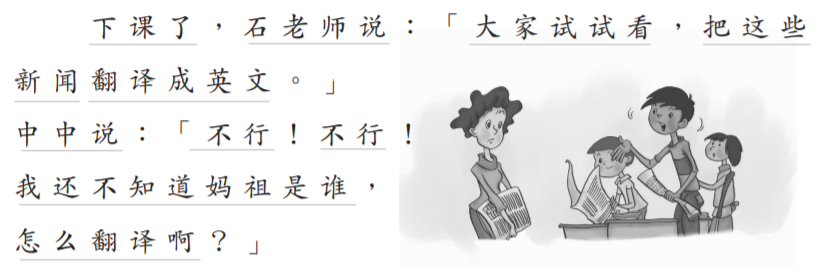 下课了，石老师说：「大家试试看，把这些
新闻翻译成英文。」
中中说：「不行！不行！
我还不知道妈祖是谁，
怎么翻译啊？」